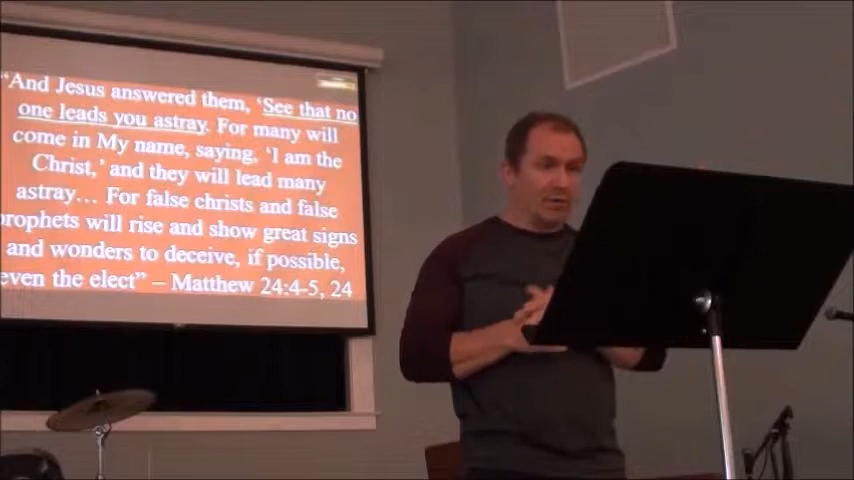 “And Jesus answered them, ‘See that no
one leads you astray. For many will
come in My name, saying, ‘I am the
Christ,’ and they will lead many
astray… For false christs and false
prophets will rise and show great signs
and wonders to deceive, if possible,
even the elect” – Matthew 24:4-5, 24